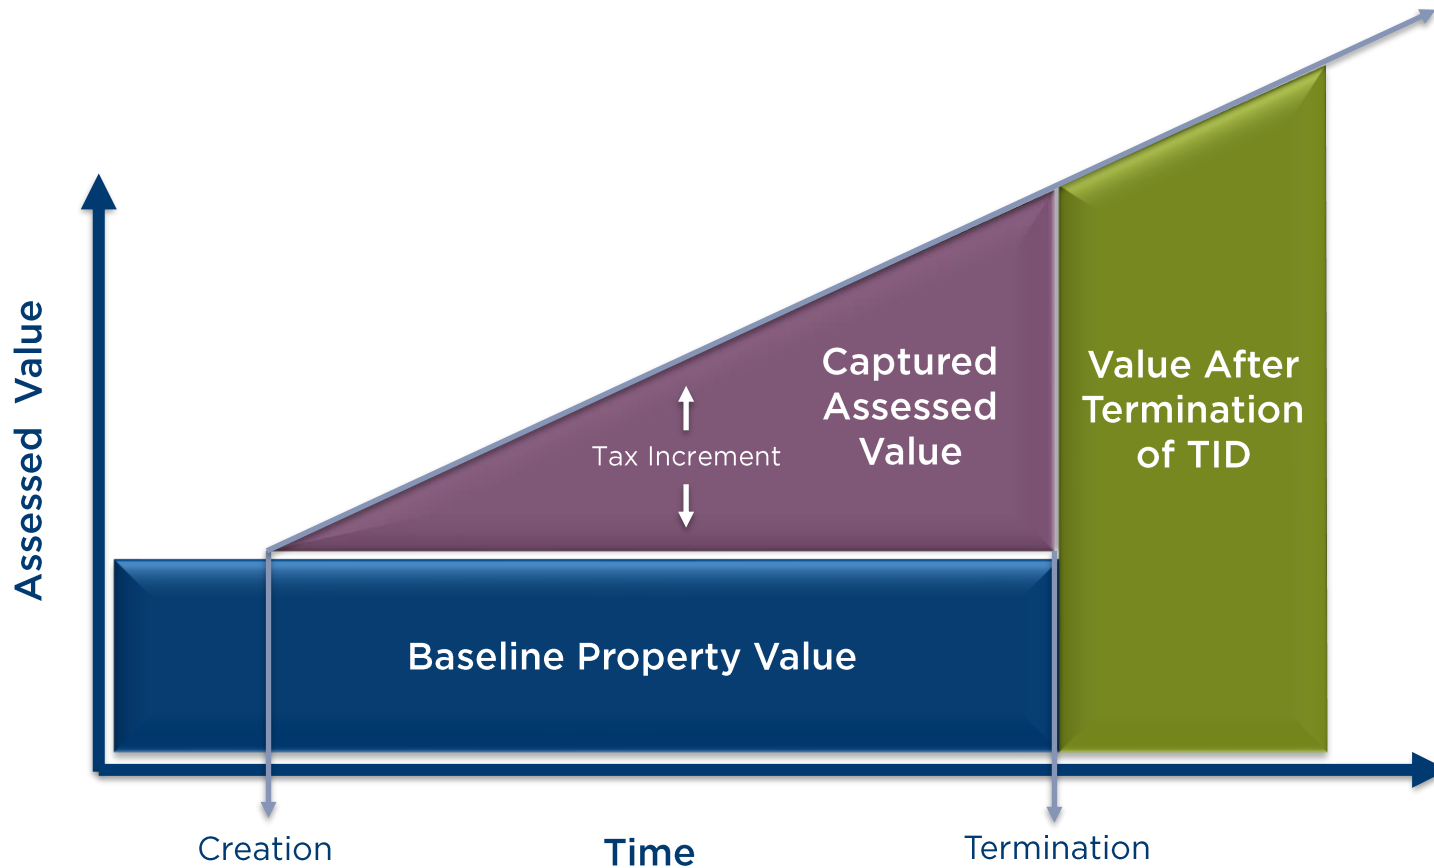 Assessed Value
Captured
Assessed
Value
Tax Increment
Value After
Termination
of TID
Baseline Property Value
Creation
Time
Termination